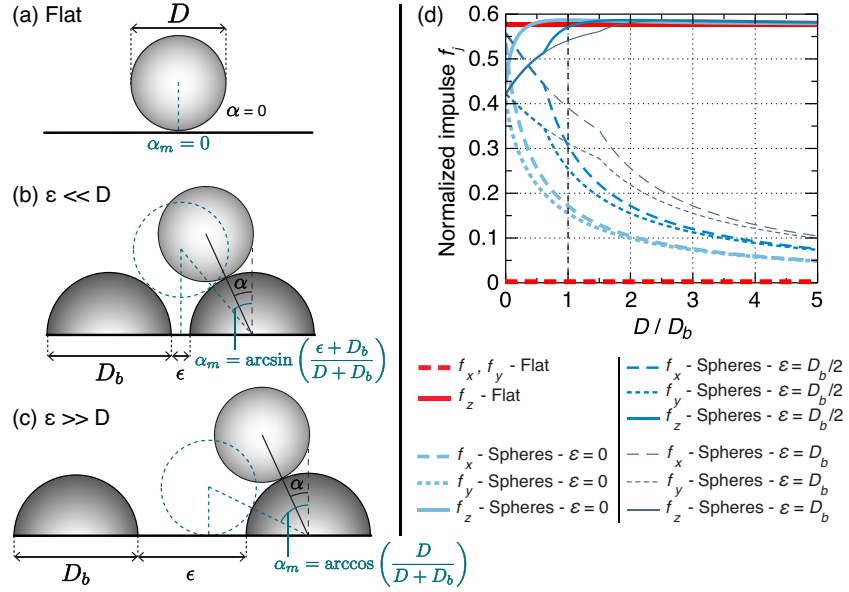 (a) Flat
D
α = 0
α_m = 0
(b) ε << D
α
α_m = arcsin ( (ϵ + D_b) / (D + D_b) )
D_b
ϵ
(c) ε >> D
α
α_m = arccos ( D / (D + D_b) )
D_b
ϵ
(d)
Normalized impulse f_j
0.6
0.5
0.4
0.3
0.2
0.1
0
0 1 2 3 4 5
D / D_b
f_x, f_y - Flat
f_z - Flat
f_x - Spheres - ε = 0
f_y - Spheres - ε = 0
f_z - Spheres - ε = 0
f_x - Spheres - ε = D_b/2
f_y - Spheres - ε = D_b/2
f_z - Spheres - ε = D_b/2
f_x - Spheres - ε = D_b
f_y - Spheres - ε = D_b
f_z - Spheres - ε = D_b